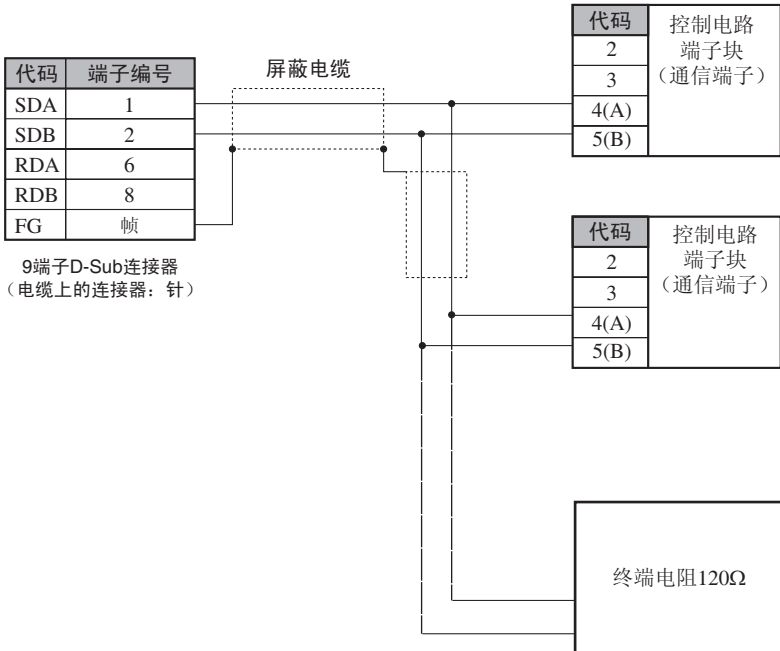 代码 端子编号
SDA 1
SDB 2
RDA 6
RDB 8
FG 帧
9端子D-Sub连接器
（电缆上的连接器：针）
屏蔽电缆
代码
2
3
4(A)
5(B)
控制电路
端子块
（通信端子）
代码
2
3
4(A)
5(B)
控制电路
端子块
（通信端子）
终端电阻120Ω